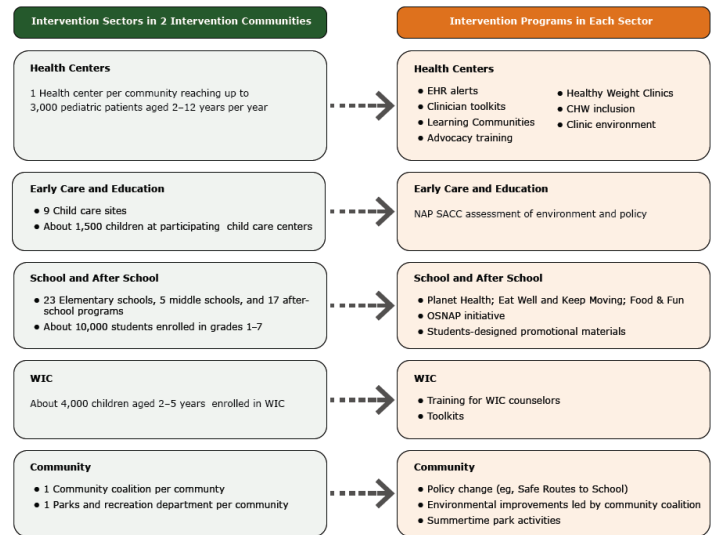 Intervention Sectors in 2 Intervention Communities
Intervention Programs in Each Sector
Health Centers
1 Health center per community reaching up to
3,000 pediatric patients aged 2–12 years per year
Health Centers
● EHR alerts
● Clinician toolkits
● Learning Communities
● Advocacy training
● Healthy Weight Clinics
● CHW inclusion
● Clinic environment
Early Care and Education
● 9 Child care sites
● About 1,500 children at participating child care centers
Early Care and Education
NAP SACC assessment of environment and policy
School and After School
● 23 Elementary schools, 5 middle schools, and 17 after-
school programs
● About 10,000 students enrolled in grades 1–7
School and After School
● Planet Health; Eat Well and Keep Moving; Food & Fun
● OSNAP initiative
● Students-designed promotional materials
WIC
About 4,000 children aged 2–5 years enrolled in WIC
WIC
● Training for WIC counselors
● Toolkits
Community
● 1 Community coalition per communty
● 1 Parks and recreation department per community
Community
● Policy change (eg, Safe Routes to School)
● Environmental improvements led by community coalition
● Summertime park activities